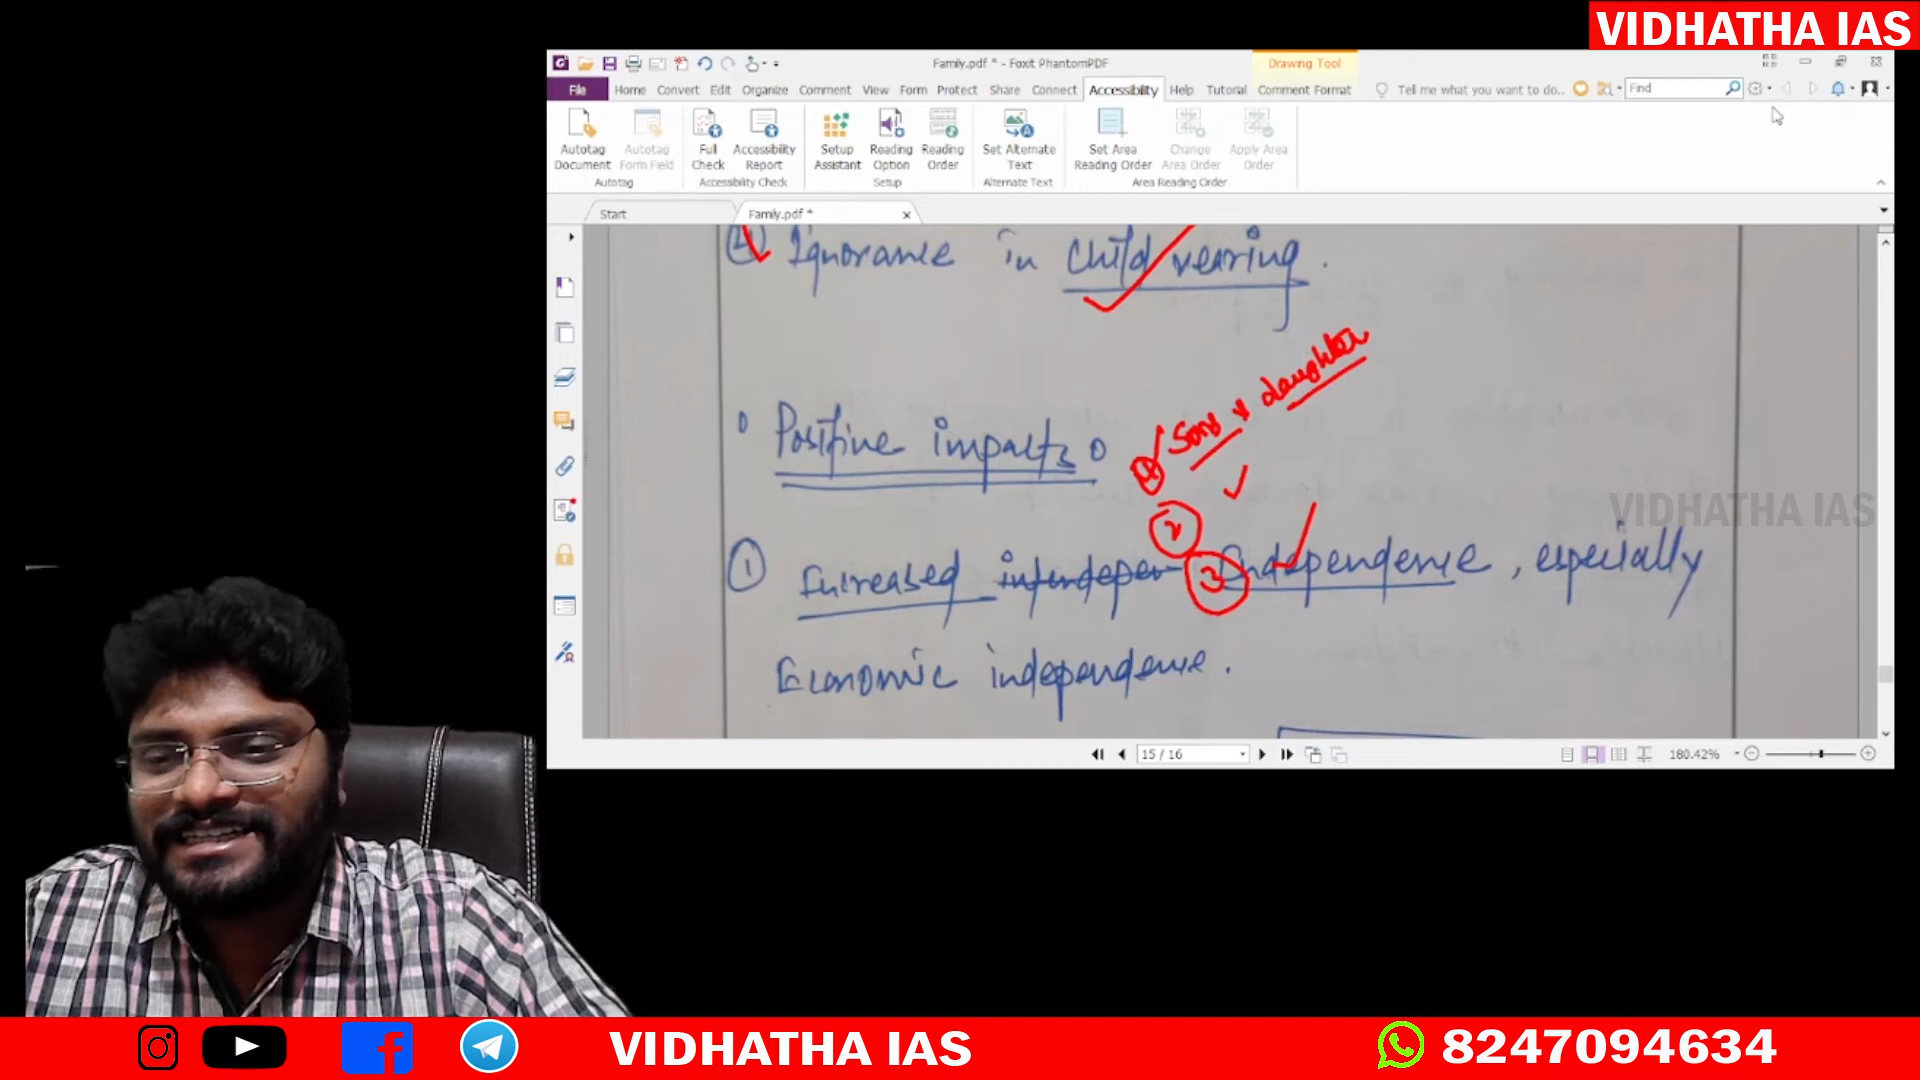 VIDHATHA IAS
Family.pdf * - Foxit PhantomPDF
Drawing Tool
File Home Convert Edit Organize Comment View Form Protect Share Connect Accessibility Help Tutorial Comment Format
Tell me what you want to do..
Find
Autotag Document
Autotag Form Field
Full Check
Accessibility Report
Setup Assistant
Reading Option
Reading Order
Set Alternate Text
Set Area Reading Order
Change Area Order
Apply Area Order
Autotag
Accessibility Check
Setup
Alternate Text
Area Reading Order
Start
Family.pdf *
④ Ignorance in child rearing.
Sons & daughter
Positive impacts
2
① Increased 3 independence, especially
Economic independence.
VIDHATHA IAS
15 / 16
180.42%
VIDHATHA IAS
8247094634